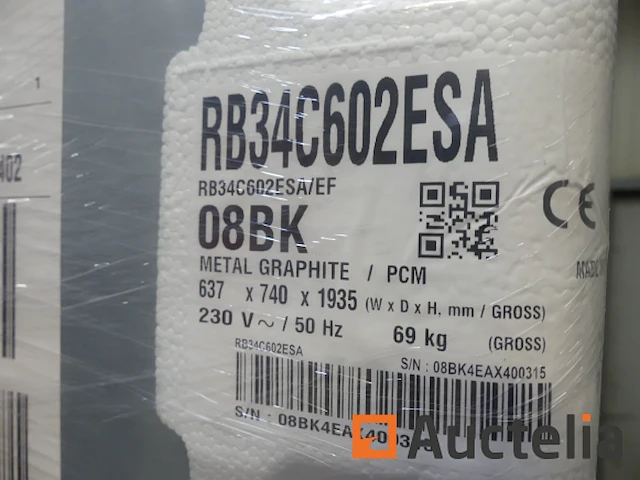 1
402
RB34C602ESA
RB34C602ESA/EF
08BK
CE
METAL GRAPHITE / PCM
637 x 740 x 1935 (W x D x H, mm / GROSS)
230 V~ / 50 Hz 69 kg (GROSS)
RB34C602ESA
S/N : 08BK4EAX400315
S/N : 08BK4EAX400315
Auctelia